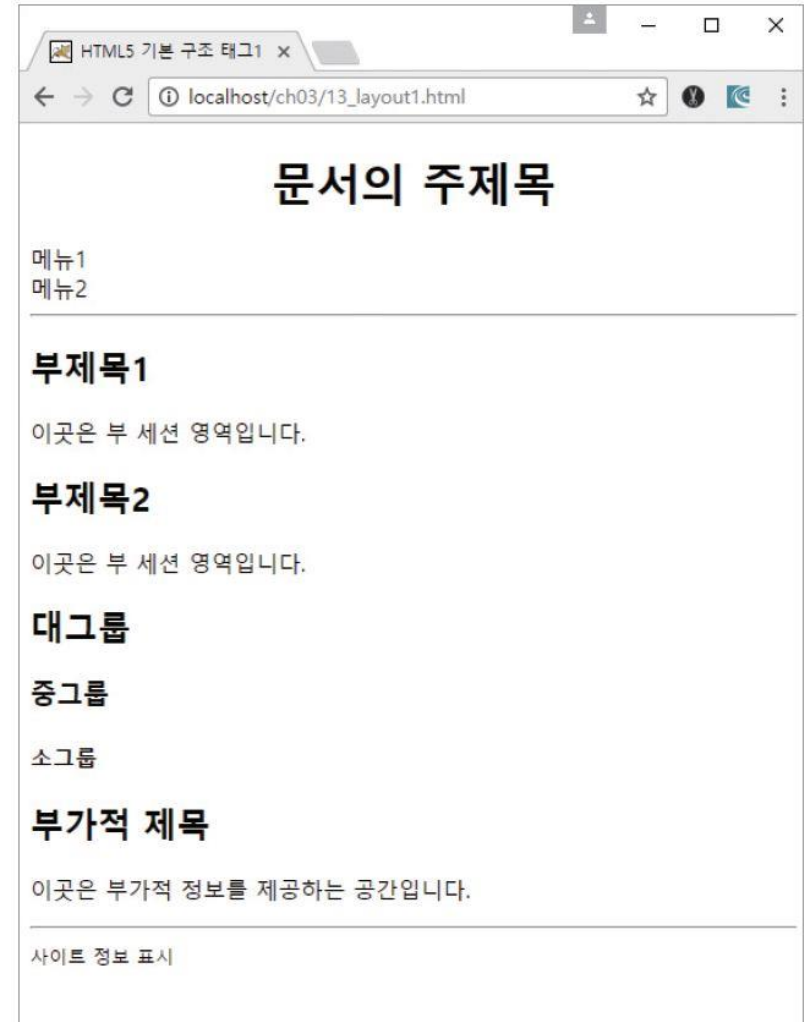 HTML5 기본 구조 태그1
localhost/ch03/13_layout1.html
문서의 주제목
메뉴1
메뉴2
부제목1
이곳은 부 세션 영역입니다.
부제목2
이곳은 부 세션 영역입니다.
대그룹
중그룹
소그룹
부가적 제목
이곳은 부가적 정보를 제공하는 공간입니다.
사이트 정보 표시